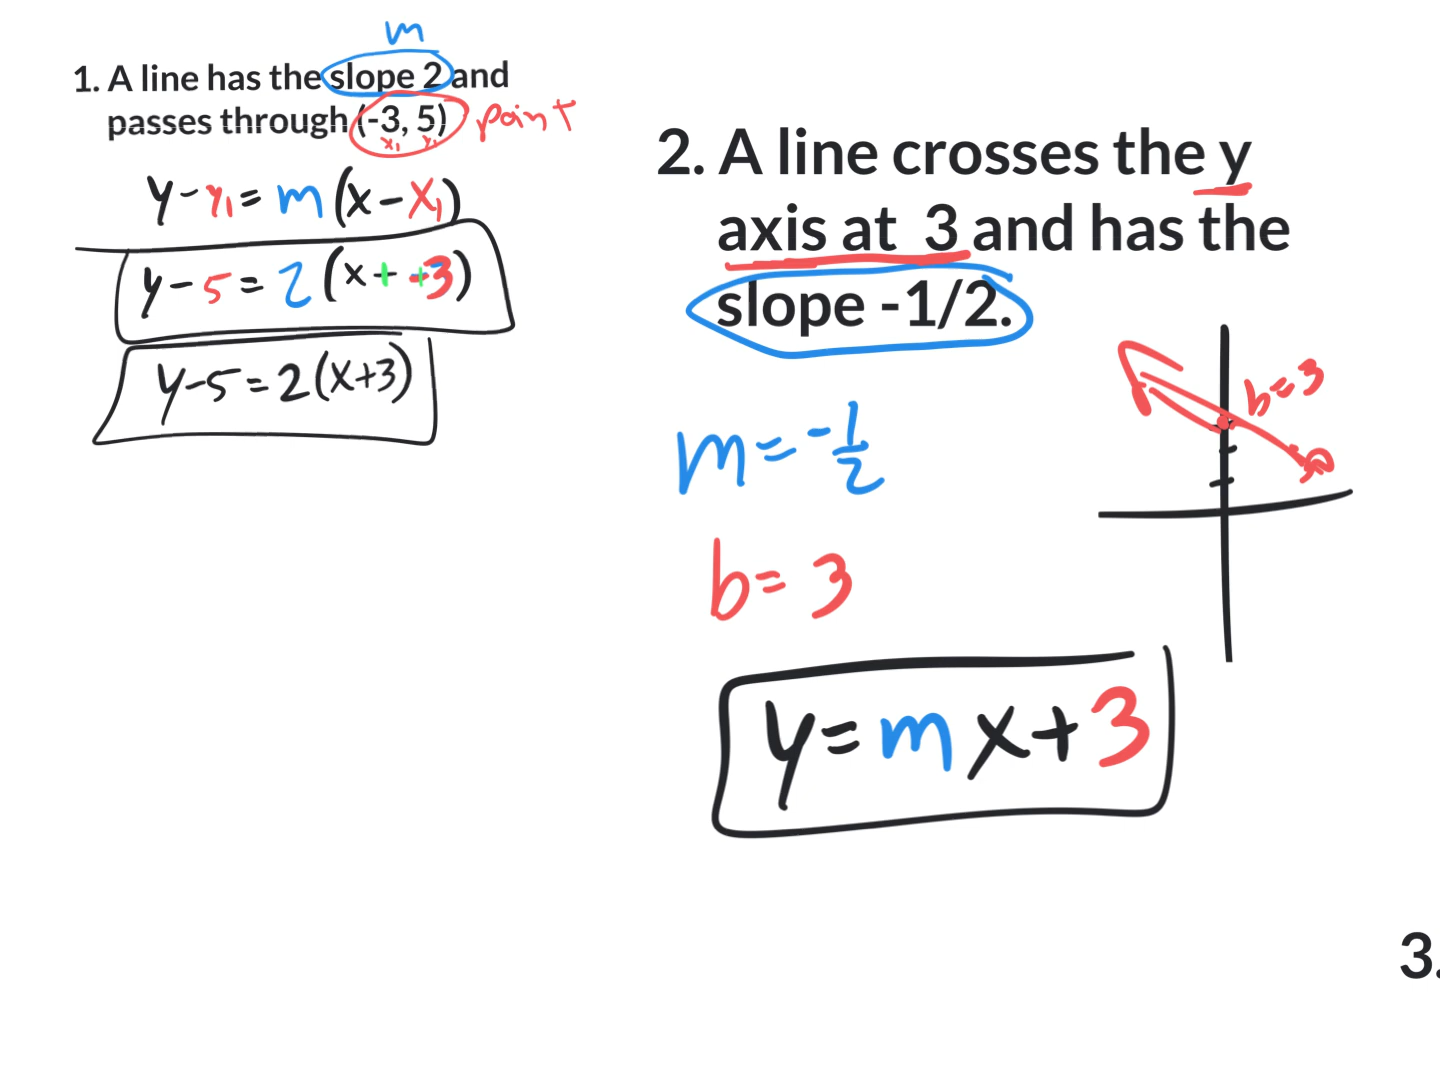 m
1. A line has the slope 2 and
passes through (-3, 5) point
x₁ y₁
y - y₁ = m (x - x₁)
y - 5 = 2 (x + +3)
y - 5 = 2 (x+3)
2. A line crosses the y
axis at 3 and has the
slope -1/2.
b = 3
m = - 1/2
b = 3
y = m x + 3
3.